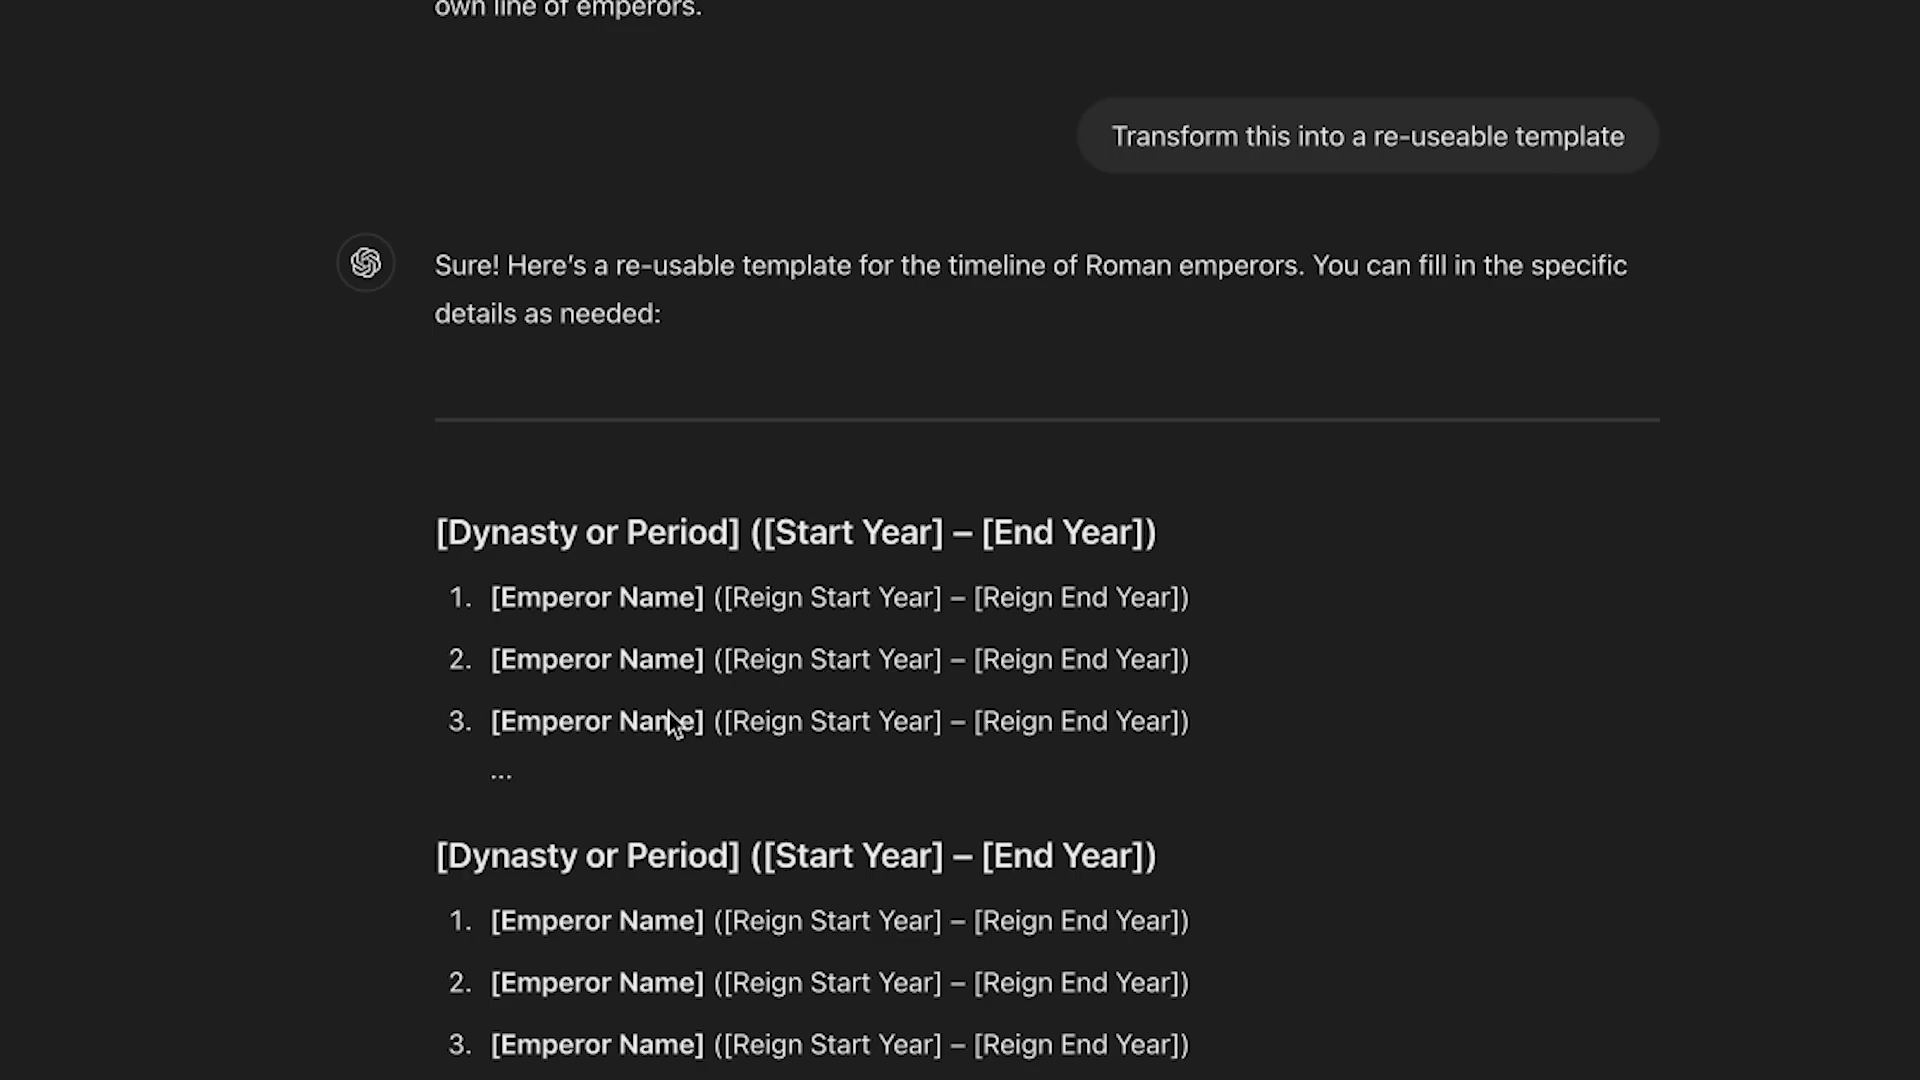 own line of emperors.
Transform this into a re-useable template
Sure! Here's a re-usable template for the timeline of Roman emperors. You can fill in the specific
details as needed:
[Dynasty or Period] ([Start Year] – [End Year])
1. [Emperor Name] ([Reign Start Year] – [Reign End Year])
2. [Emperor Name] ([Reign Start Year] – [Reign End Year])
3. [Emperor Name] ([Reign Start Year] – [Reign End Year])
...
[Dynasty or Period] ([Start Year] – [End Year])
1. [Emperor Name] ([Reign Start Year] – [Reign End Year])
2. [Emperor Name] ([Reign Start Year] – [Reign End Year])
3. [Emperor Name] ([Reign Start Year] – [Reign End Year])